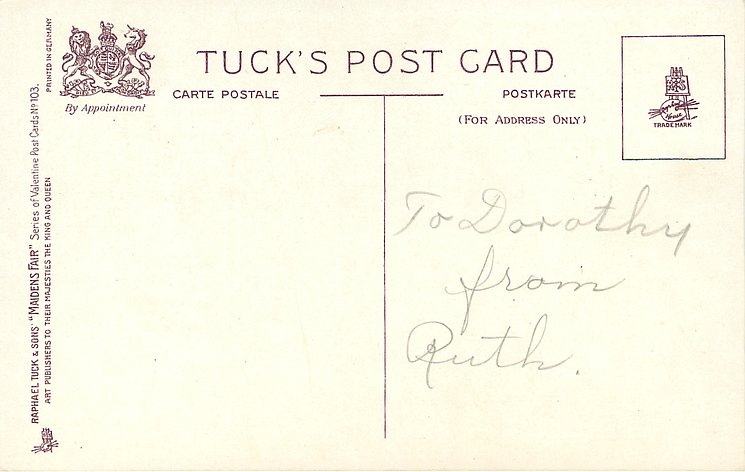 TUCK'S POST CARD
CARTE POSTALE
POSTKARTE
(FOR ADDRESS ONLY)
By Appointment
PRINTED IN GERMANY
RAPHAEL TUCK & SONS' "MAIDENS FAIR" Series of Valentine Post Cards No 103.
ART PUBLISHERS TO THEIR MAJESTIES THE KING AND QUEEN
TRADE MARK
To Dorothy
from
Ruth.